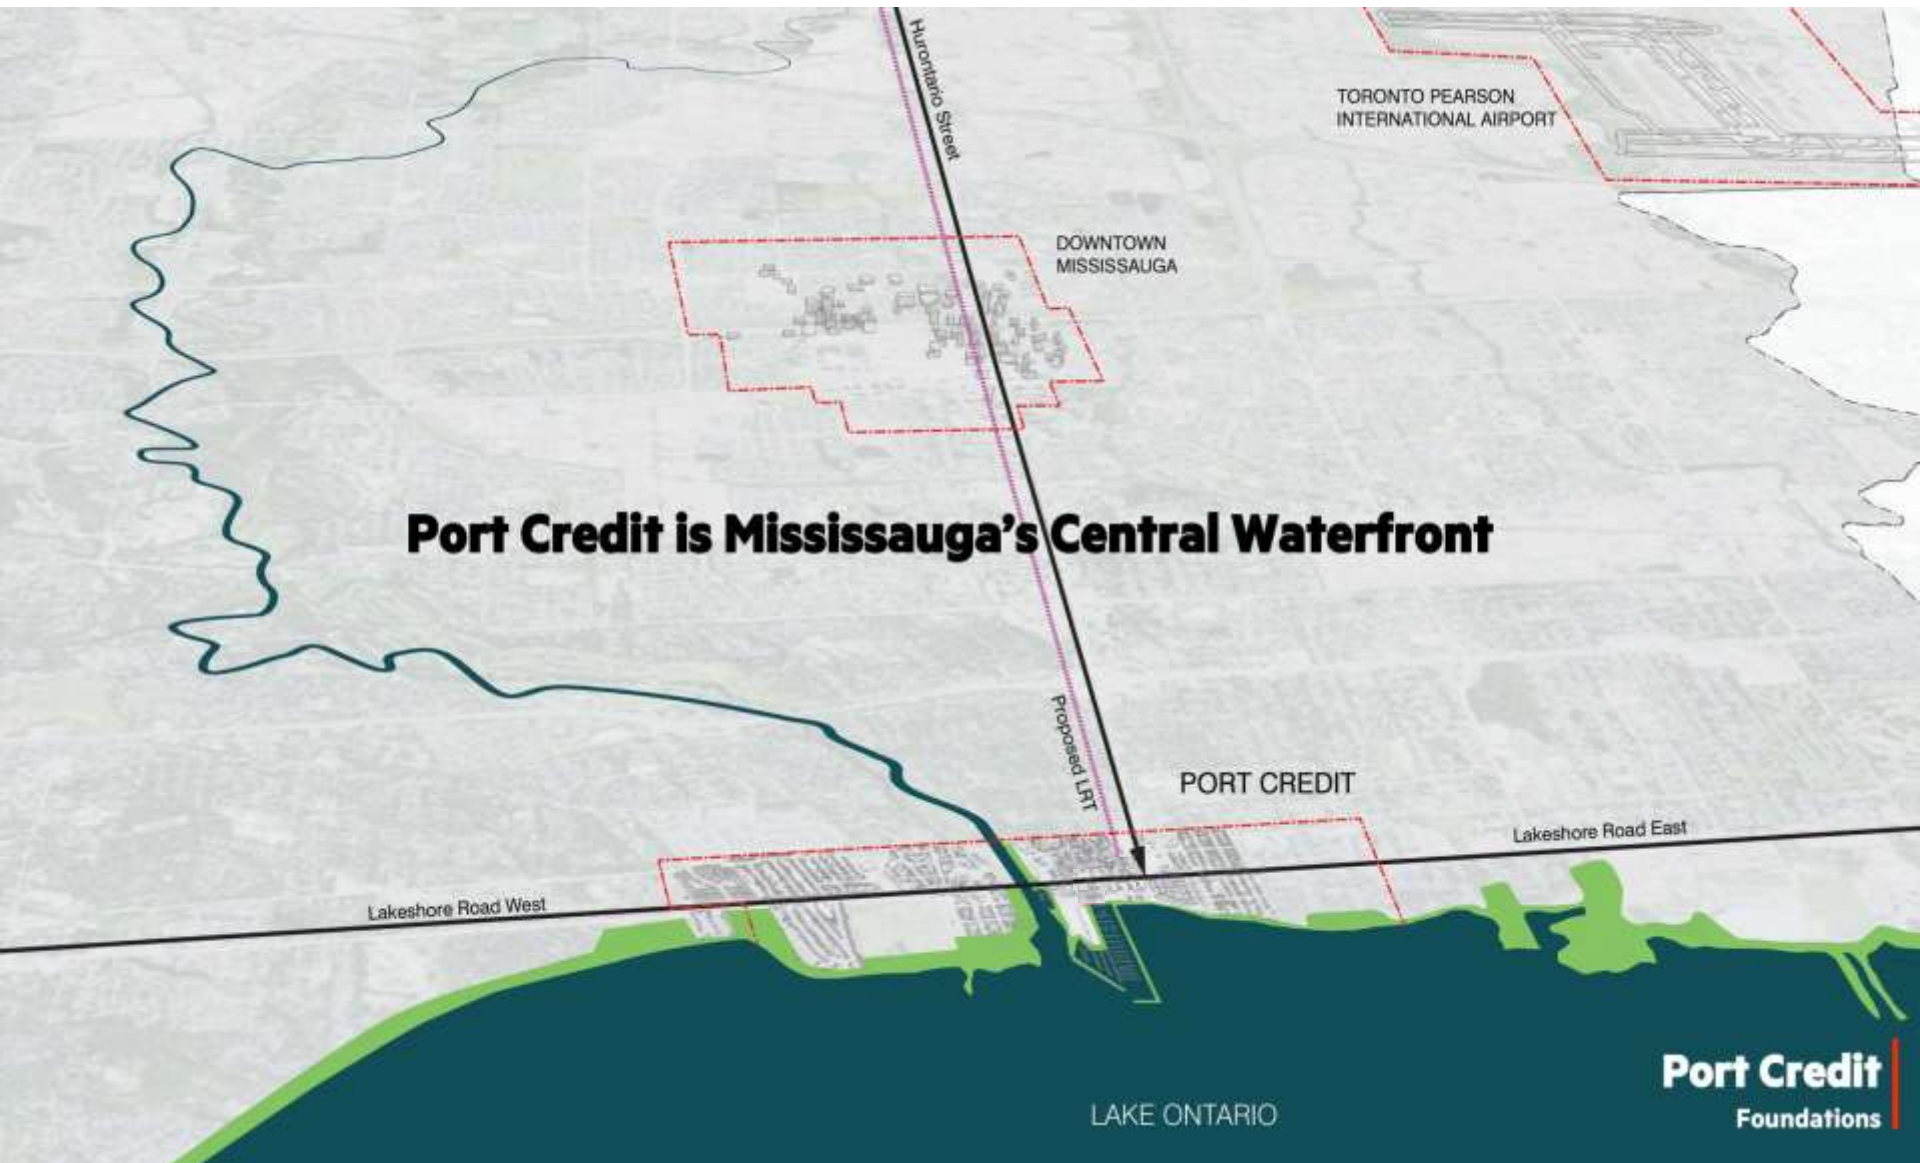 Hurontario Street
TORONTO PEARSON
INTERNATIONAL AIRPORT
DOWNTOWN
MISSISSAUGA
Port Credit is Mississauga's Central Waterfront
Proposed LRT
PORT CREDIT
Lakeshore Road East
Lakeshore Road West
LAKE ONTARIO
Port Credit
Foundations